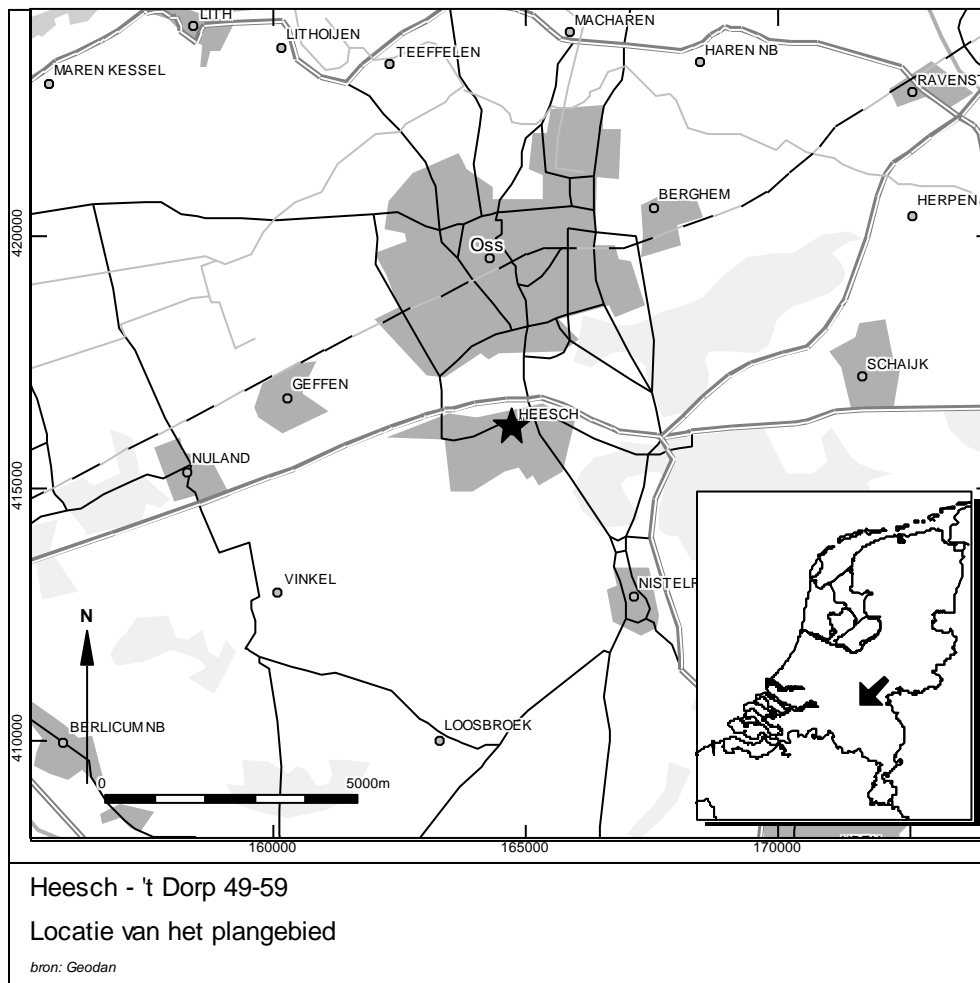 LITH
LITHOIJEN
MACHAREN
TEEFFELEN
HAREN NB
MAREN KESSEL
RAVENST
BERGHEM
HERPEN
420000
Oss
SCHAIJK
GEFFEN
HEESCH
NULAND
415000
VINKEL
NISTELR
N
LOOSBROEK
BERLICUM NB
410000
0
5000m
160000
165000
170000
Heesch - 't Dorp 49-59
Locatie van het plangebied
bron: Geodan